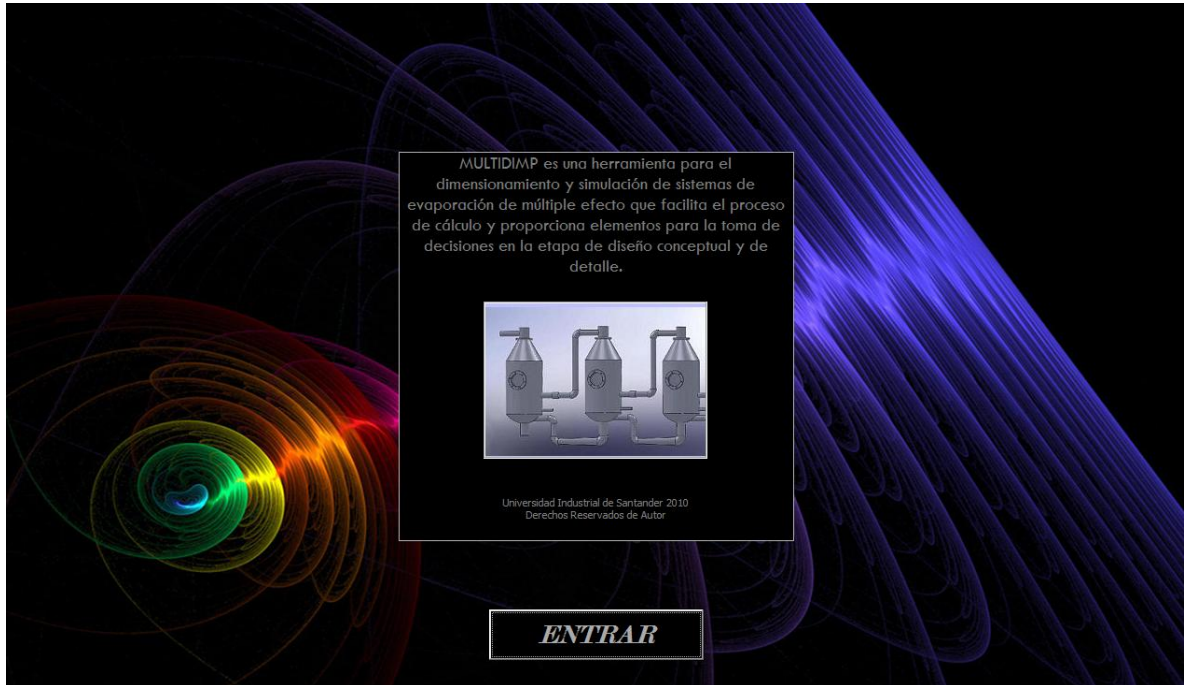 MULTIDIMP es una herramienta para el
dimensionamiento y simulación de sistemas de
evaporación de múltiple efecto que facilita el proceso
de cálculo y proporciona elementos para la toma de
decisiones en la etapa de diseño conceptual y de
detalle.
Universidad Industrial de Santander 2010
Derechos Reservados de Autor
ENTRAR